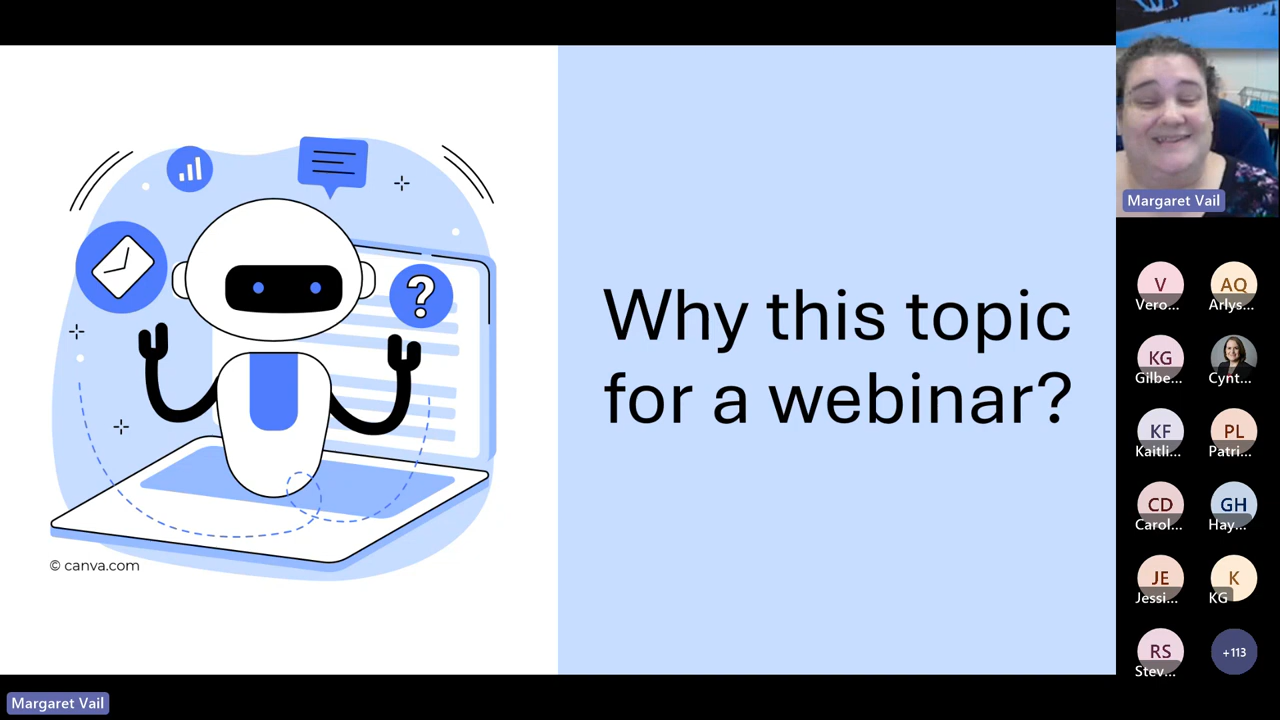 Why this topic
for a webinar?
?
© canva.com
Margaret Vail
Margaret Vail
V
Vero...
AQ
Arlys...
KG
Gilbe...
Cynt...
KF
Kaitli...
PL
Patri...
CD
Carol...
GH
Hay...
JE
Jessi...
K
KG
RS
Stev...
+113